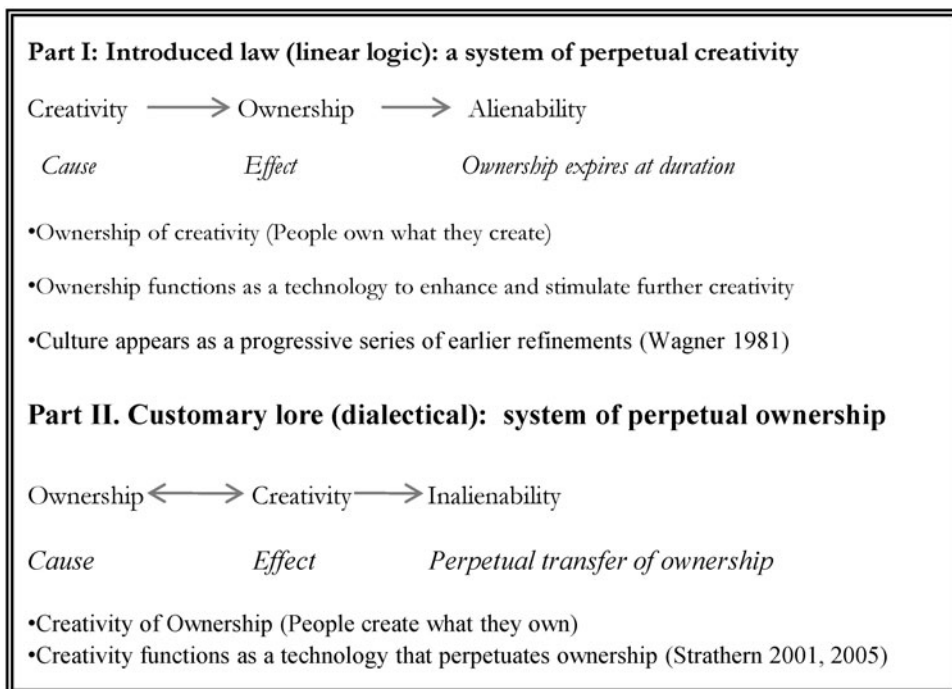 Part I: Introduced law (linear logic): a system of perpetual creativity
Creativity Ownership Alienability
Cause Effect Ownership expires at duration
•Ownership of creativity (People own what they create)
•Ownership functions as a technology to enhance and stimulate further creativity
•Culture appears as a progressive series of earlier refinements (Wagner 1981)
Part II. Customary lore (dialectical): system of perpetual ownership
Ownership Creativity Inalienability
Cause Effect Perpetual transfer of ownership
•Creativity of Ownership (People create what they own)
•Creativity functions as a technology that perpetuates ownership (Strathern 2001, 2005)